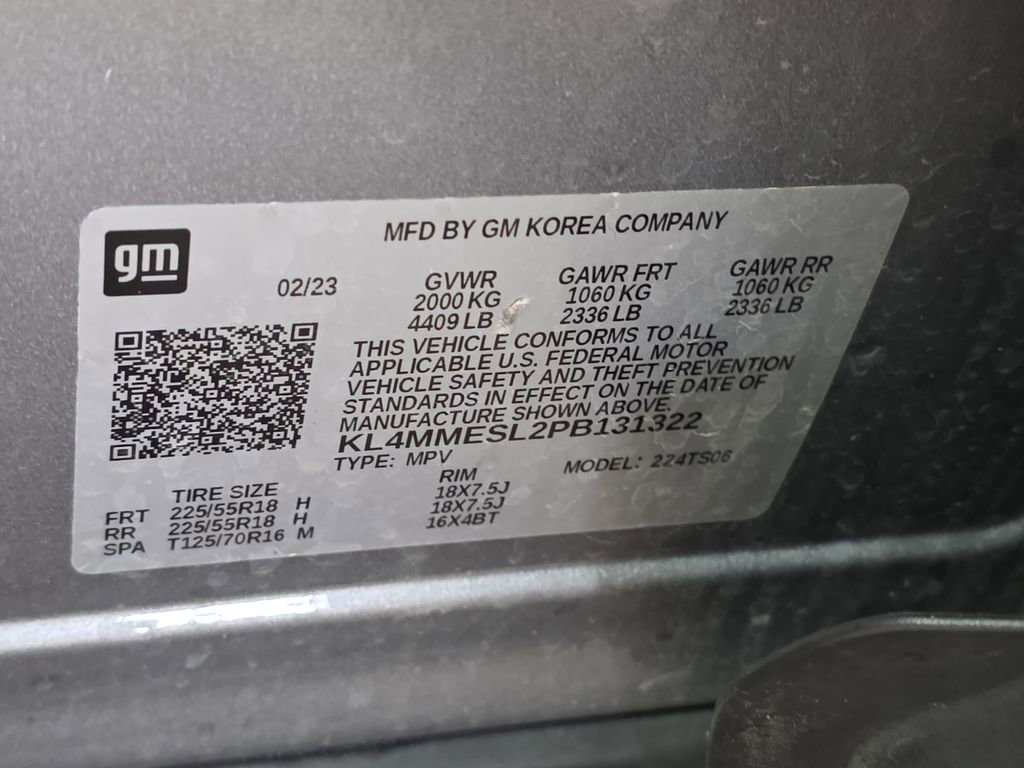 gm
MFD BY GM KOREA COMPANY
02/23
GVWR GAWR FRT GAWR RR
2000 KG 1060 KG 1060 KG
4409 LB 2336 LB 2336 LB
THIS VEHICLE CONFORMS TO ALL
APPLICABLE U.S. FEDERAL MOTOR
VEHICLE SAFETY AND THEFT PREVENTION
STANDARDS IN EFFECT ON THE DATE OF
MANUFACTURE SHOWN ABOVE.
KL4MMESL2PB131322
TYPE: MPV MODEL: 224TS06
TIRE SIZE RIM
FRT 225/55R18 H 18X7.5J
RR 225/55R18 H 18X7.5J
SPA T125/70R16 M 16X4BT